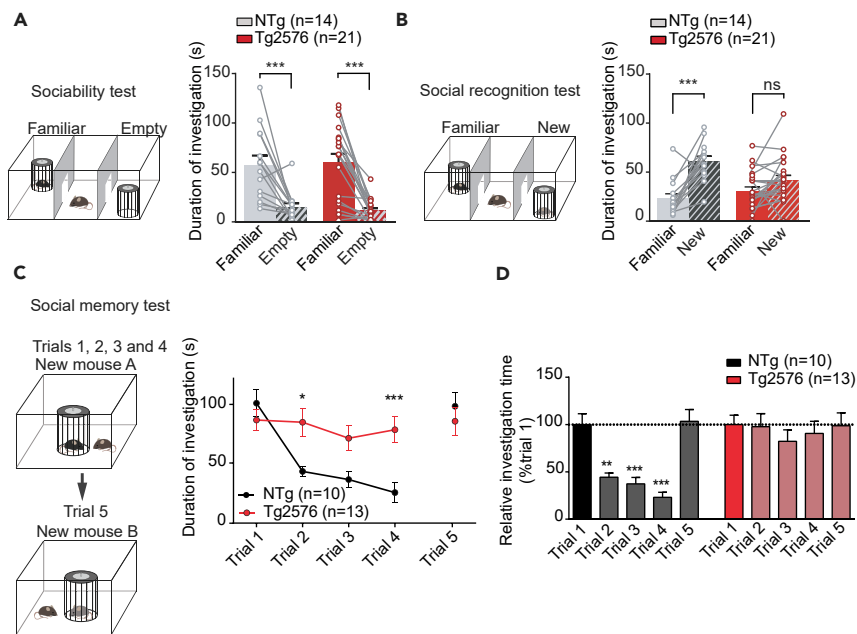 A
NTg (n=14)
Tg2576 (n=21)
Sociability test
Familiar Empty
Duration of investigation (s)
150
100
50
0
***
***
Familiar
Empty
Familiar
Empty
B
NTg (n=14)
Tg2576 (n=21)
Social recognition test
Familiar New
Duration of investigation (s)
150
100
50
0
***
ns
Familiar
New
Familiar
New
C
Social memory test
Trials 1, 2, 3 and 4
New mouse A
Trial 5
New mouse B
Duration of investigation (s)
100
50
0
*
***
NTg (n=10)
Tg2576 (n=13)
Trial 1
Trial 2
Trial 3
Trial 4
Trial 5
D
NTg (n=10)
Tg2576 (n=13)
Relative investigation time
(%trial 1)
150
100
50
0
**
***
***
Trial 1
Trial 2
Trial 3
Trial 4
Trial 5
Trial 1
Trial 2
Trial 3
Trial 4
Trial 5